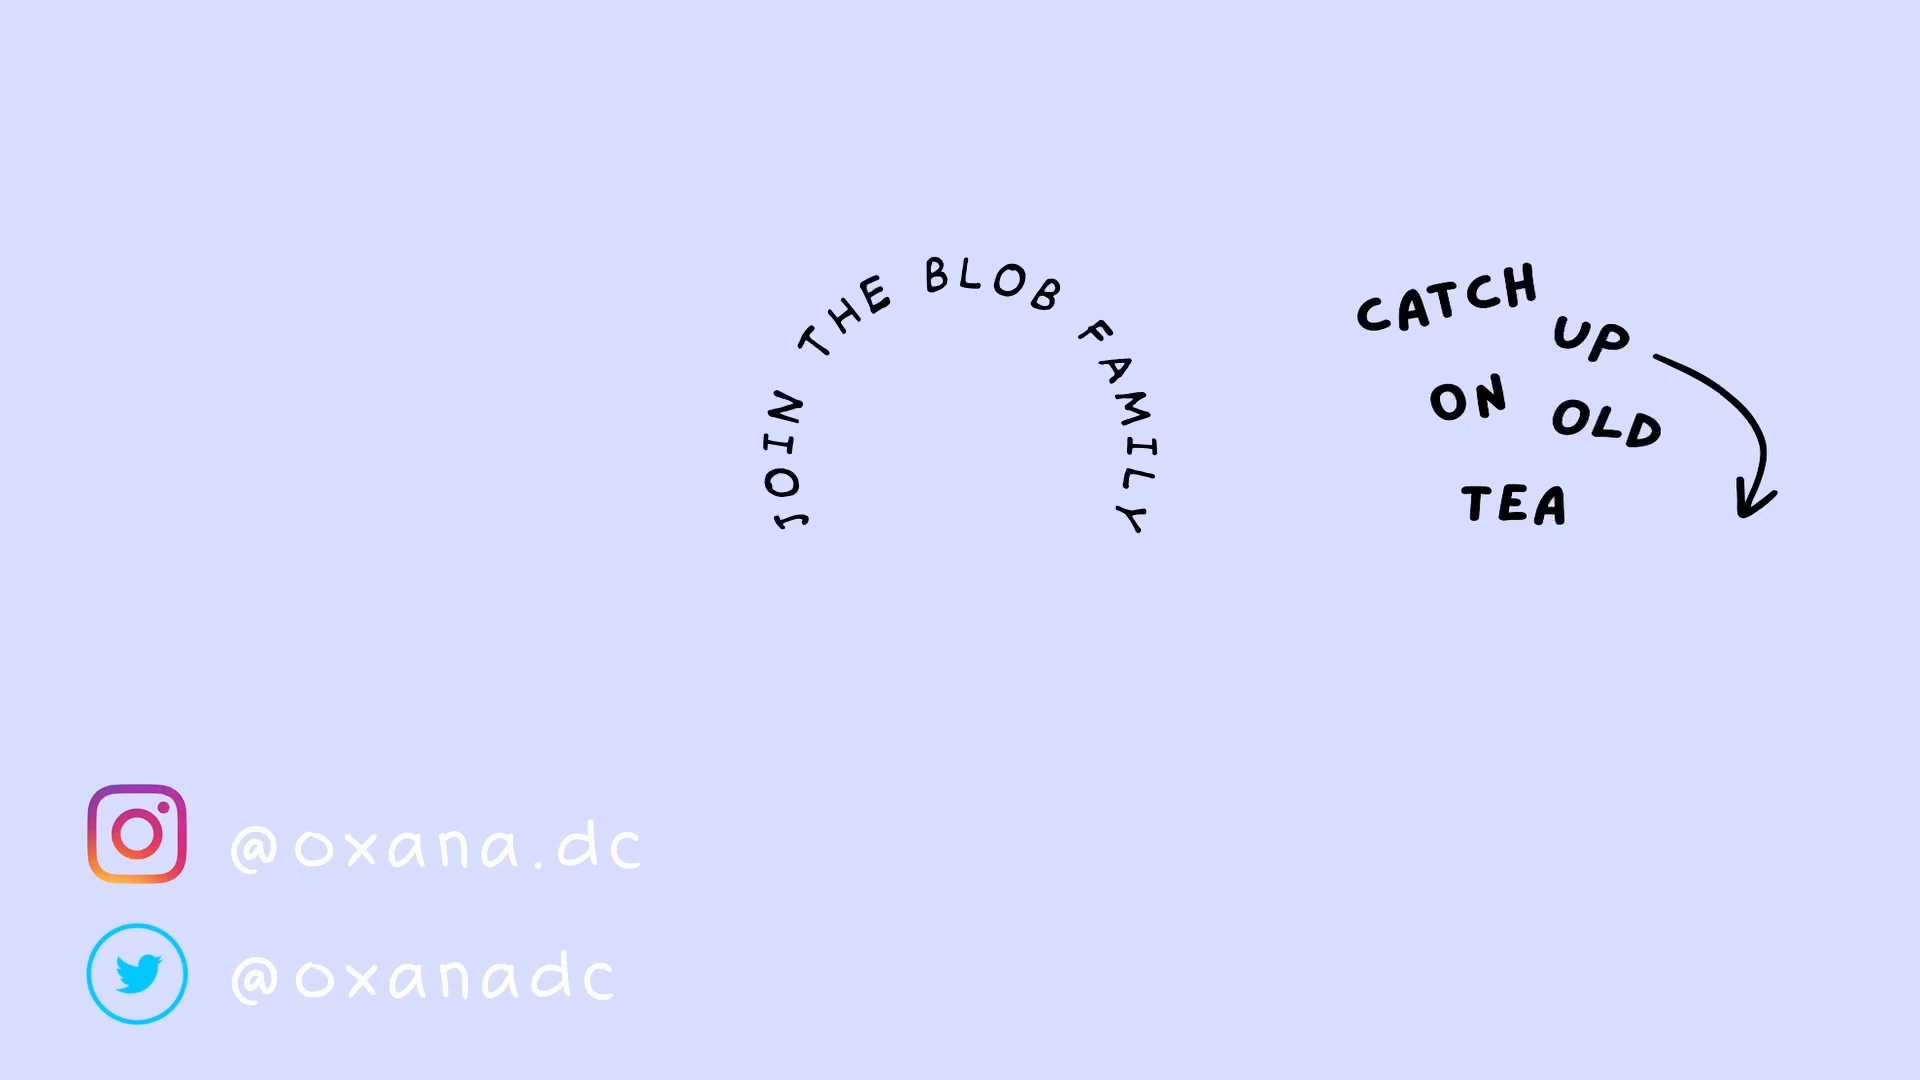 JOIN THE BLOB FAMILY
CATCH UP
ON OLD
TEA
@oxana.dc
@oxanadc